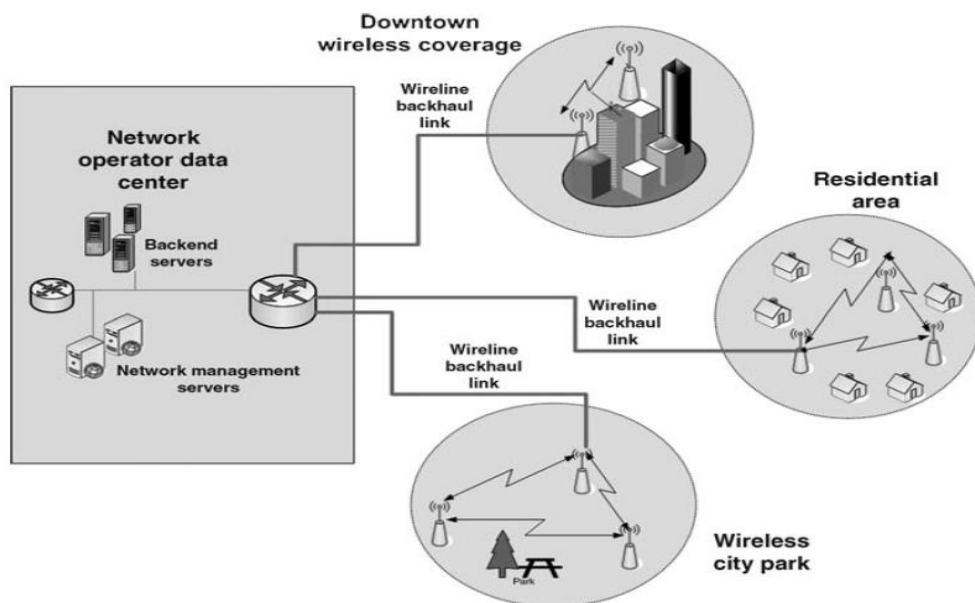 Downtown
wireless coverage
Wireline
backhaul
link
Network
operator data
center
Backend
servers
Residential
area
Wireline
backhaul
link
Wireline
backhaul
link
Network management
servers
Wireless
city park
Park